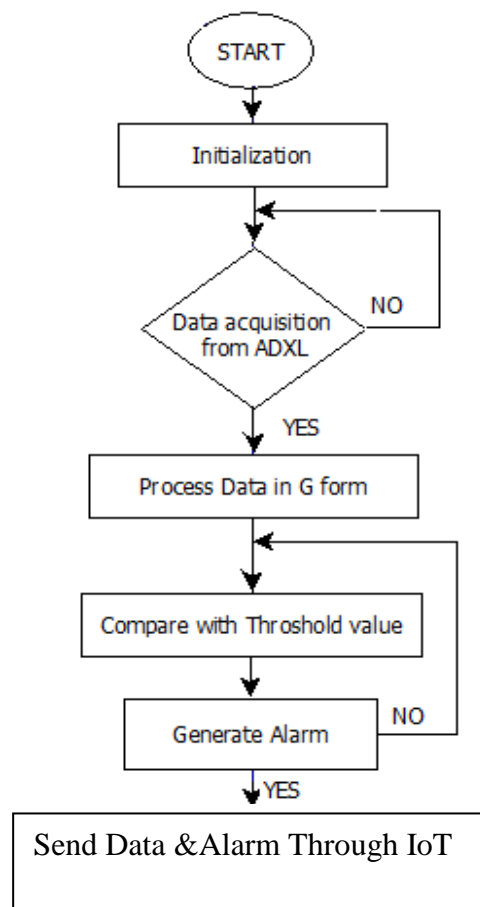 START
Initialization
NO
Data acquisition
from ADXL
YES
Process Data in G form
Compare with Throshold value
NO
Generate Alarm
YES
Send Data &Alarm Through IoT